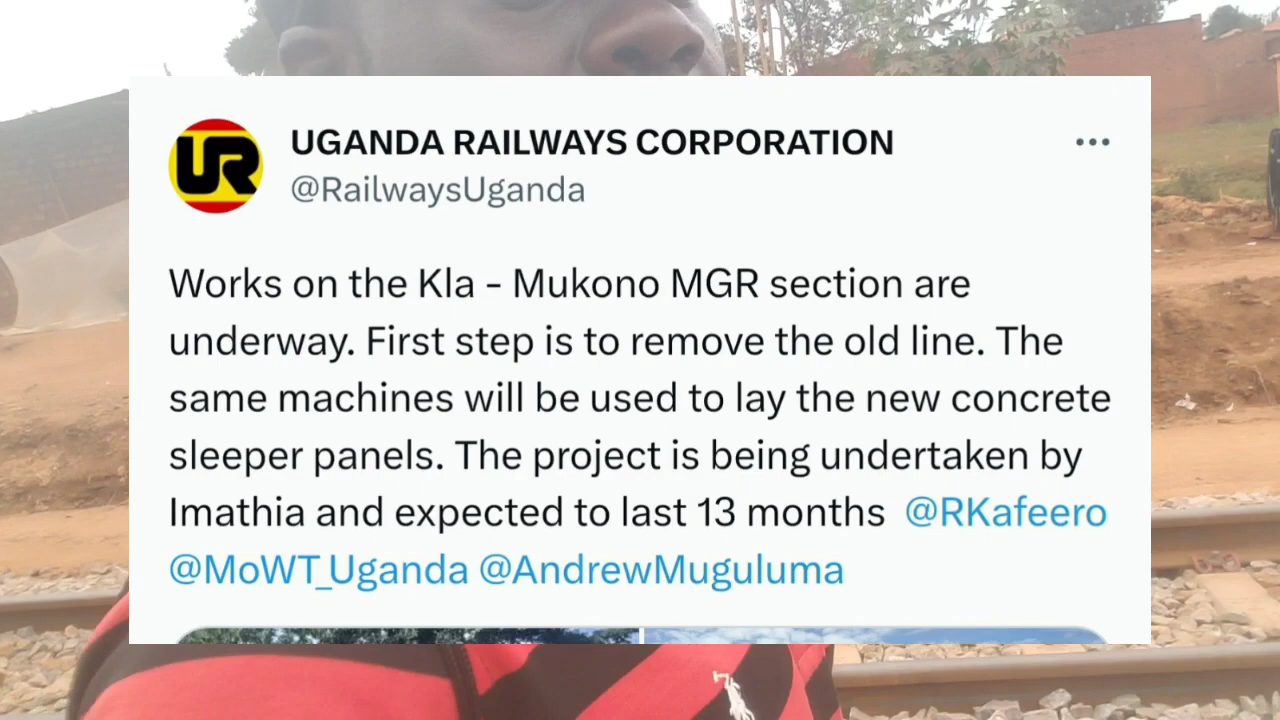 UR
UGANDA RAILWAYS CORPORATION
@RailwaysUganda
Works on the Kla - Mukono MGR section are
underway. First step is to remove the old line. The
same machines will be used to lay the new concrete
sleeper panels. The project is being undertaken by
Imathia and expected to last 13 months @RKafeero
@MoWT_Uganda @AndrewMuguluma